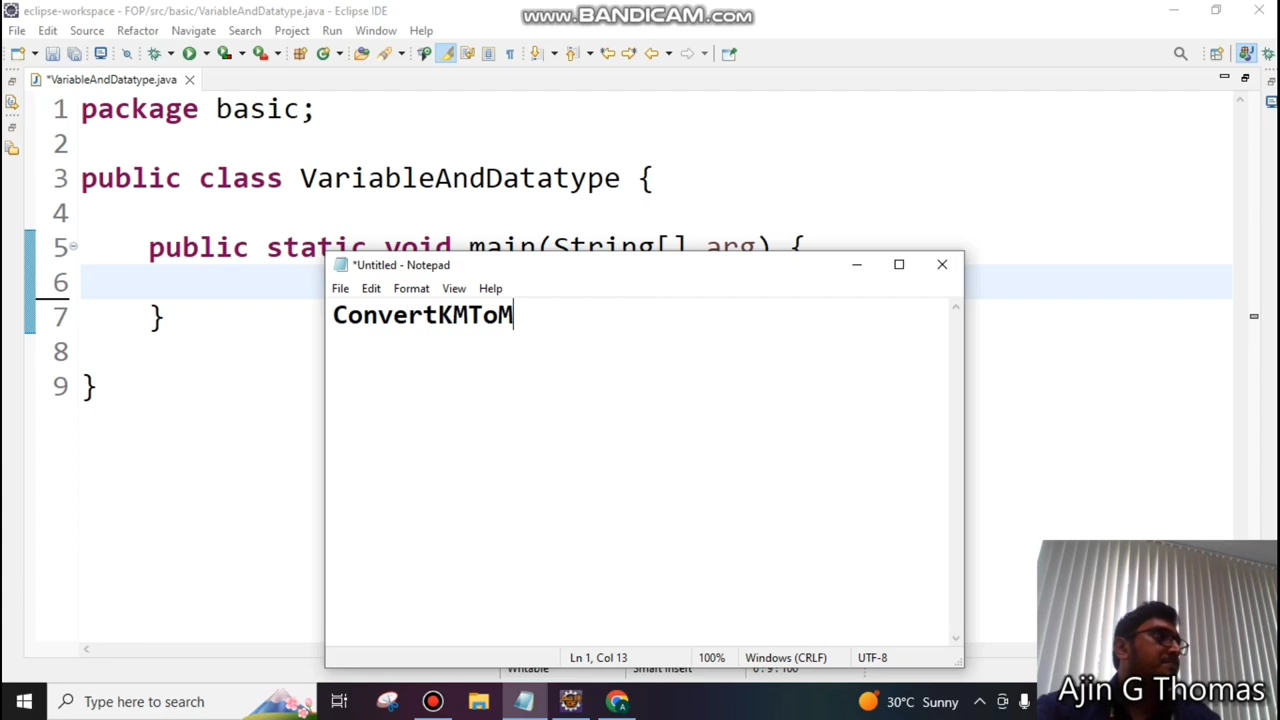 eclipse-workspace - FOP/src/basic/VariableAndDatatype.java - Eclipse IDE
www.BANDICAM.com
File Edit Source Refactor Navigate Search Project Run Window Help
*VariableAndDatatype.java
1 package basic;
2
3 public class VariableAndDatatype {
4
5 public static void main(String[] arg) {
6
7 }
8
9 }
*Untitled - Notepad
File Edit Format View Help
ConvertKMToM
Ln 1, Col 13 100% Windows (CRLF) UTF-8
Writable Smart Insert 6 : 9 : 100
Ajin G Thomas
Type here to search
30°C Sunny